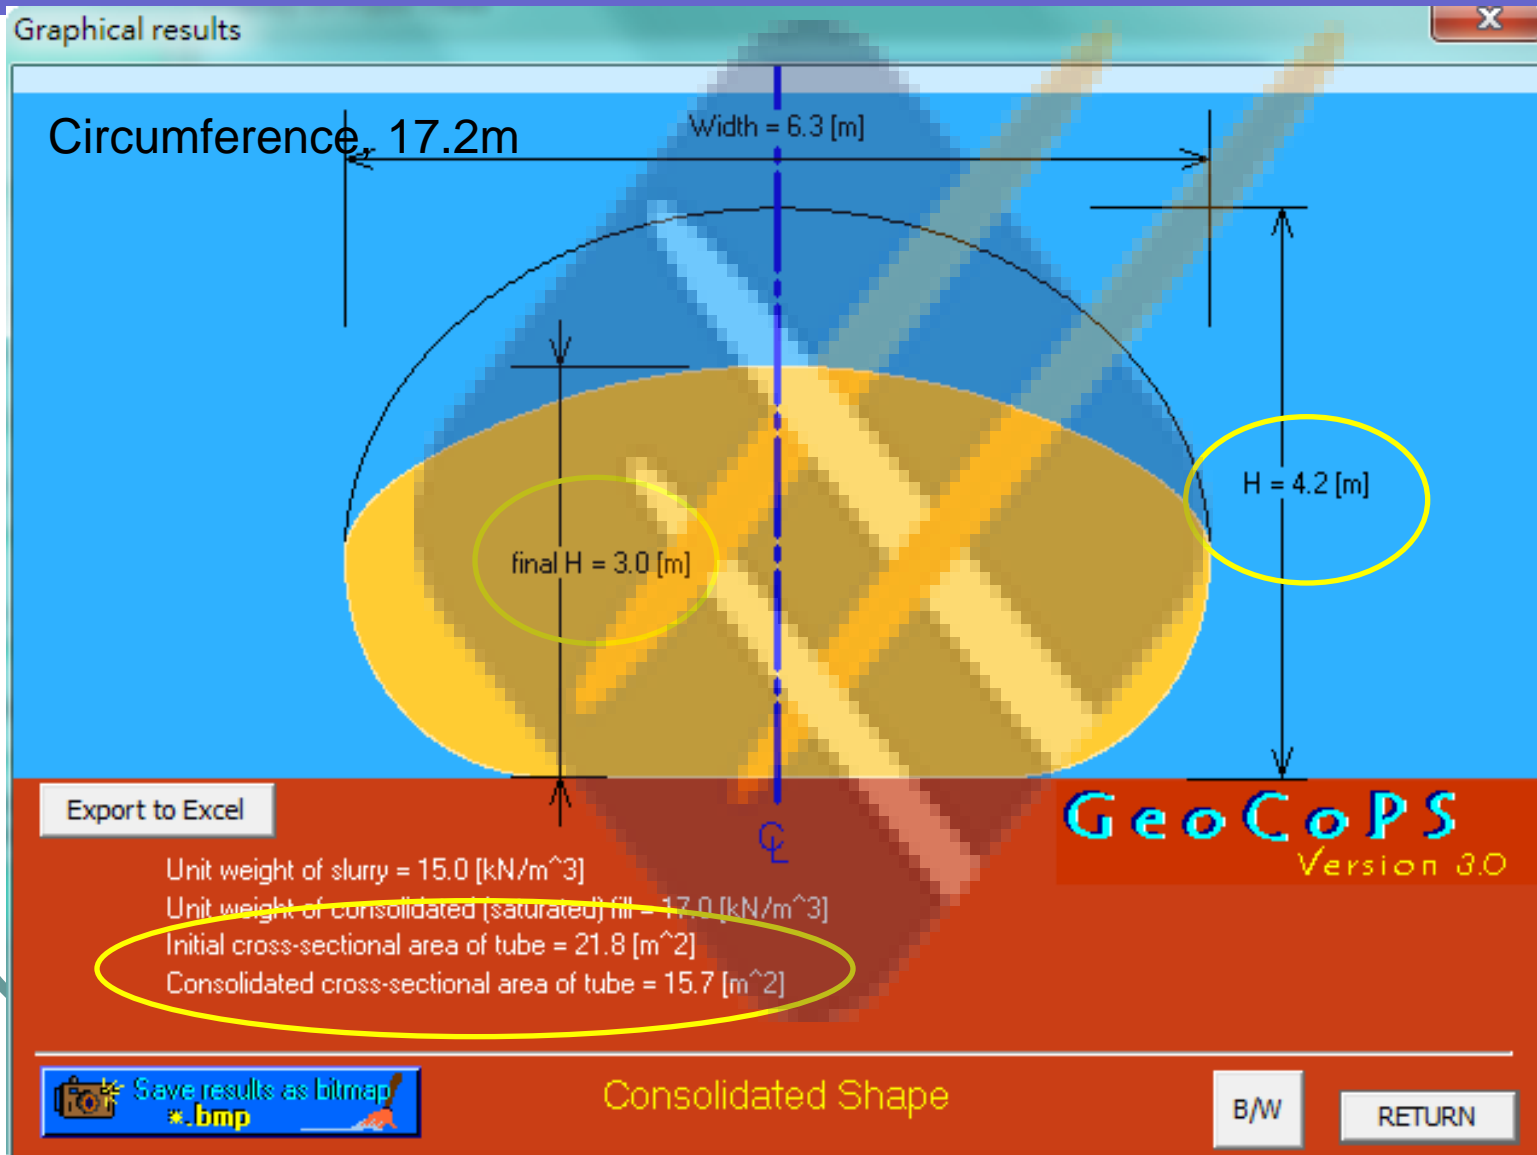 Graphical results
x
Circumference, 17.2m
Width = 6.3 [m]
H = 4.2 [m]
final H = 3.0 [m]
Export to Excel
GeoCoPS
Version 3.0
℄
Unit weight of slurry = 15.0 [kN/m^3]
Unit weight of consolidated (saturated) fill = 17.0 [kN/m^3]
Initial cross-sectional area of tube = 21.8 [m^2]
Consolidated cross-sectional area of tube = 15.7 [m^2]
Save results as bitmap
*.bmp
Consolidated Shape
B/W
RETURN